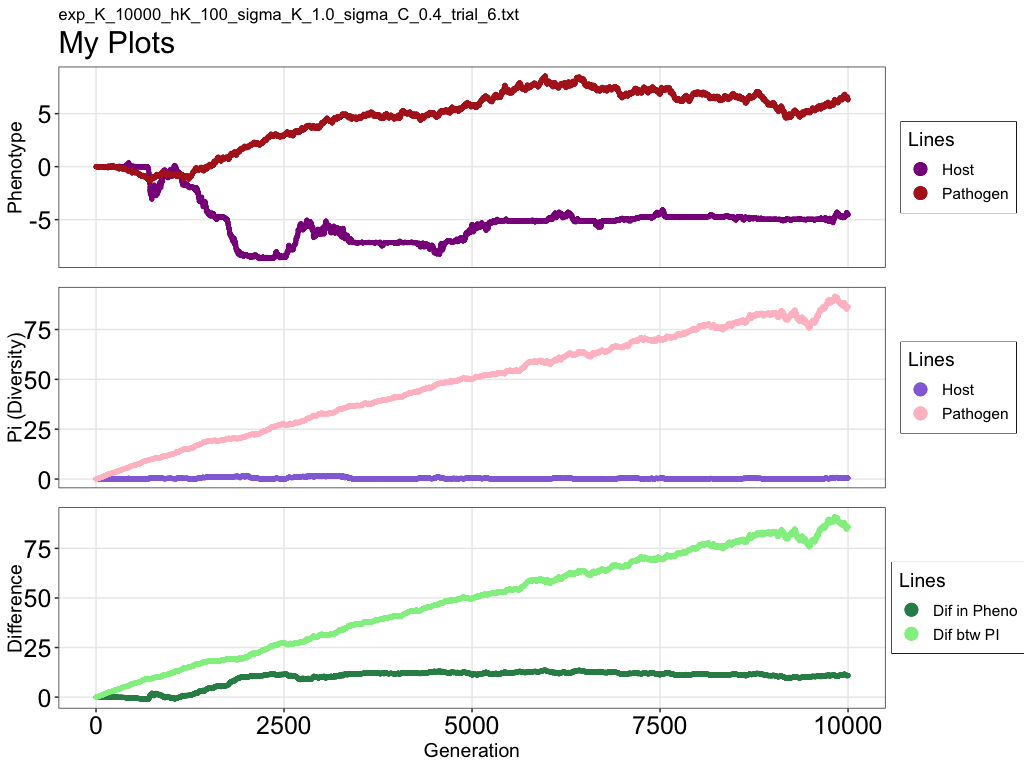 exp_K_10000_hK_100_sigma_K_1.0_sigma_C_0.4_trial_6.txt
My Plots
Phenotype
5
0
-5
Lines
Host
Pathogen
Pi (Diversity)
75
50
25
0
Lines
Host
Pathogen
Difference
75
50
25
0
Lines
Dif in Pheno
Dif btw PI
0 2500 5000 7500 10000
Generation